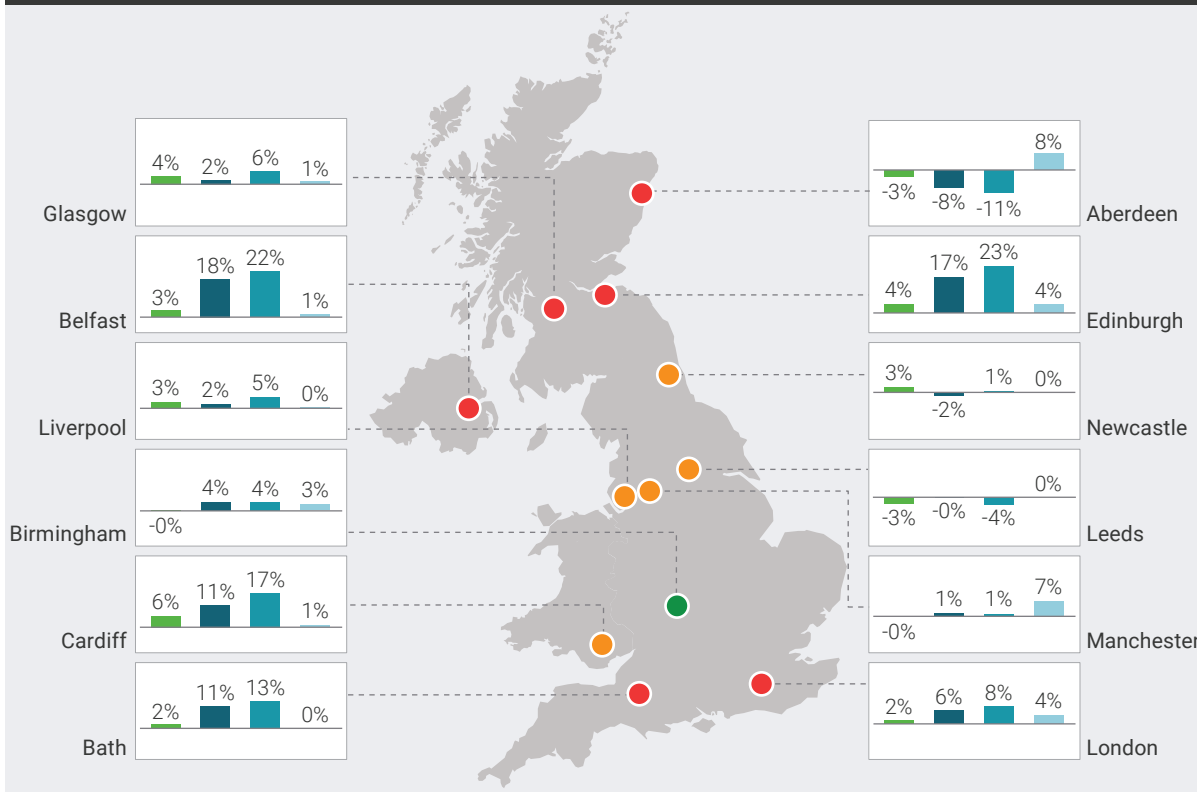 4% 2% 6% 1%
Glasgow
3% 18% 22% 1%
Belfast
3% 2% 5% 0%
Liverpool
-0% 4% 4% 3%
Birmingham
6% 11% 17% 1%
Cardiff
2% 11% 13% 0%
Bath
-3% -8% -11% 8%
Aberdeen
4% 17% 23% 4%
Edinburgh
3% -2% 1% 0%
Newcastle
-3% -0% -4% 0%
Leeds
-0% 1% 1% 7%
Manchester
2% 6% 8% 4%
London